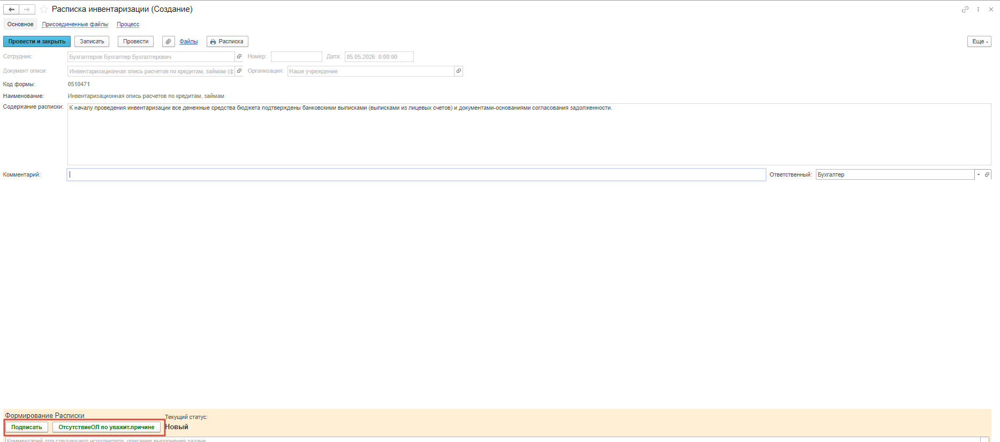 Расписка инвентаризации (Создание)
Основное Присоединенные файлы Процесс
Провести и закрыть Записать Провести Файлы Расписка Еще
Сотрудник: Бухгалтеров Бухгалтер Бухгалтерович Номер: Дата: 05.05.2026 0:00:00
Документ описи: Инвентаризационная опись расчетов по кредитам, займам (ф Организация: Наше учреждение
Код формы: 0510471
Наименование: Инвентаризационная опись расчетов по кредитам, займам
Содержание расписки: К началу проведения инвентаризации все денежные средства бюджета подтверждены банковскими выписками (выписками из лицевых счетов) и документами-основаниями согласования задолженности.
Комментарий: Ответственный: Бухгалтер
Формирование Расписки Текущий статус:
Подписать ОтсутствиеОЛ по уважит.причине Новый
Комментарий для следующего исполнителя, описание выполнения задачи